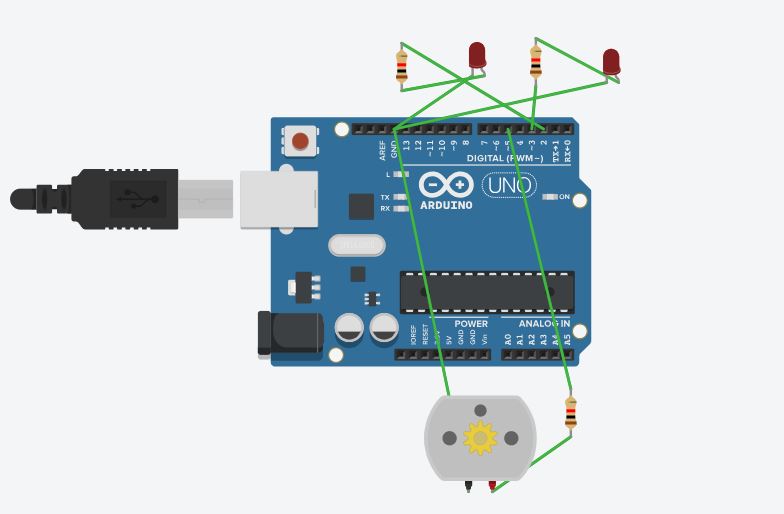 AREF
GND
13
12
~11
~10
~9
8
7
~6
~5
4
~3
2
TX→1
RX←0
DIGITAL (PWM~)
L
TX
RX
UNO
ON
ARDUINO
POWER
ANALOG IN
IOREF
RESET
5V
GND
GND
Vin
A0
A1
A2
A3
A4
A5